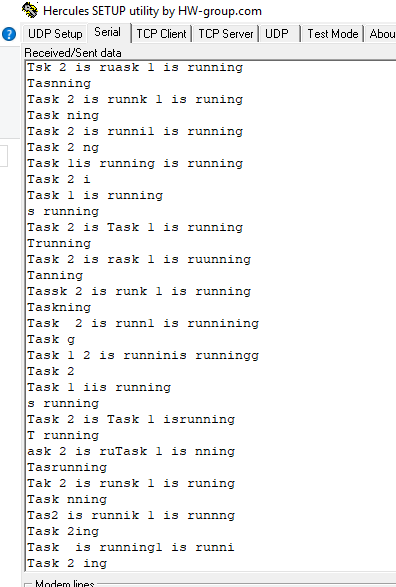 Hercules SETUP utility by HW-group.com
UDP Setup Serial TCP Client TCP Server UDP Test Mode Abou
Received/Sent data
Tsk 2 is ruask 1 is running
Tasnning
Task 2 is runnk 1 is runing
Task ning
Task 2 is runni1 is running
Task 2 ng
Task 1is running is running
Task 2 i
Task 1 is running
s running
Task 2 is Task 1 is running
Trunning
Task 2 is rask 1 is ruunning
Tanning
Tassk 2 is runk 1 is running
Taskning
Task  2 is runn1 is runnining
Task g
Task 1 2 is runninis runningg
Task 2
Task 1 iis running
s running
Task 2 is Task 1 isrunning
T running
ask 2 is ruTask 1 is nning
Tasrunning
Tak 2 is runsk 1 is runing
Task nning
Tas2 is runnik 1 is runnng
Task 2ing
Task  is running1 is runni
Task 2 ing
Modem lines